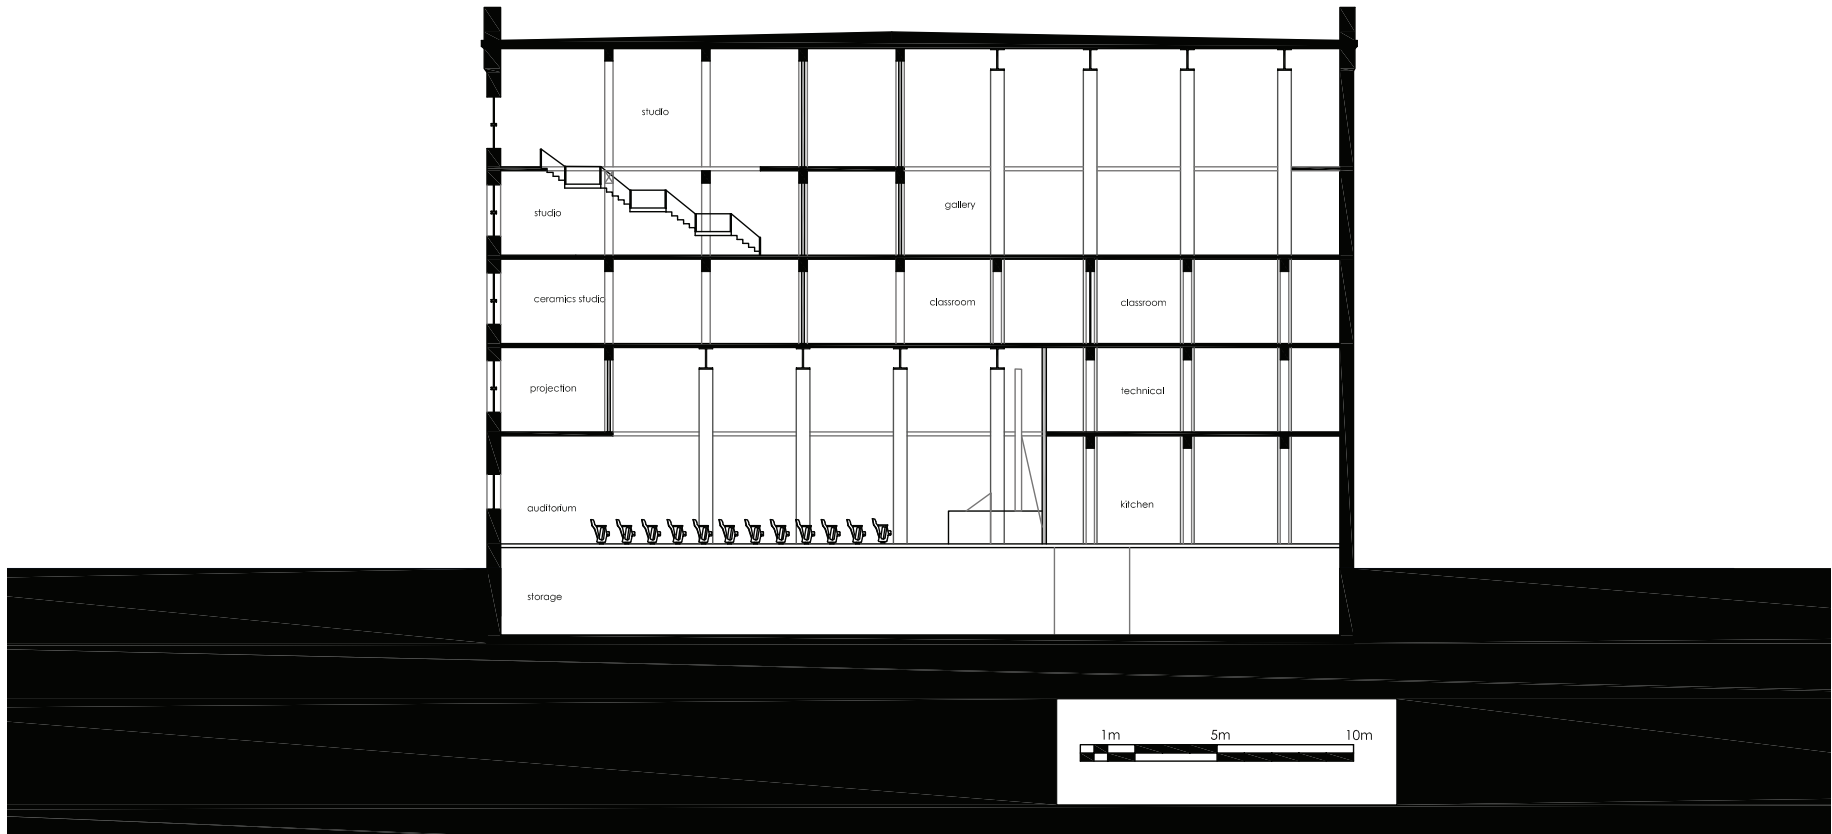 studio
studio
gallery
ceramics studio
classroom
classroom
projection
technical
auditorium
kitchen
storage
1m 5m 10m